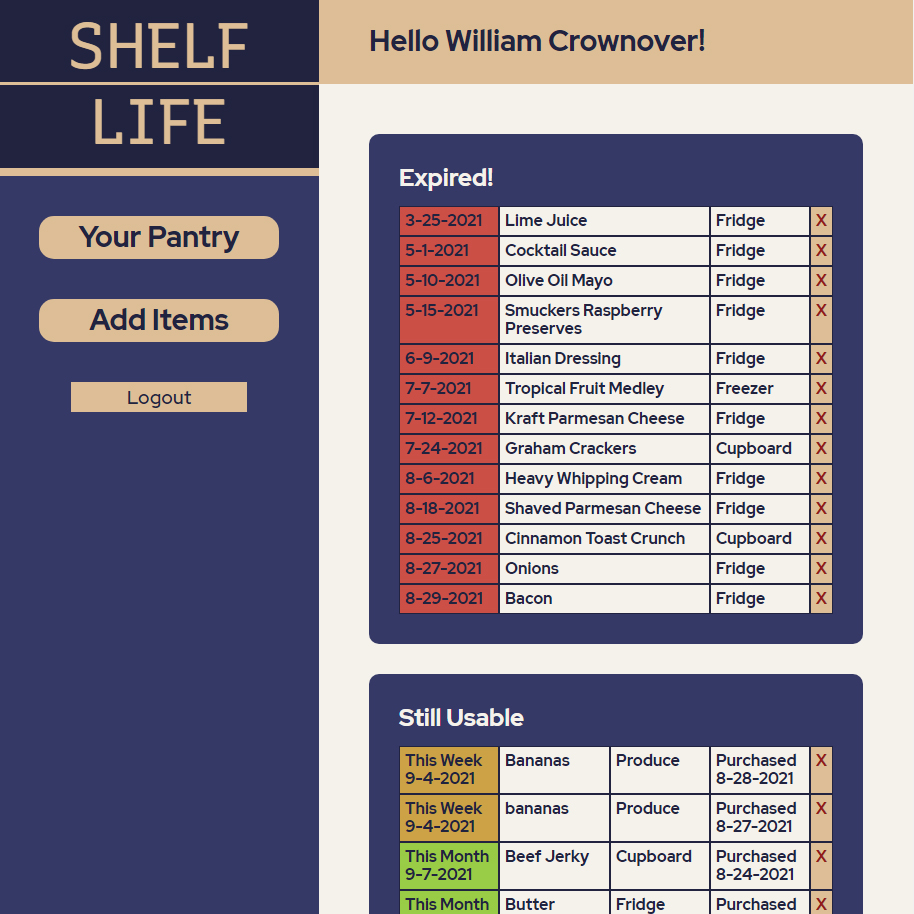 SHELF
LIFE
Hello William Crownover!
Your Pantry
Add Items
Logout
Expired!
3-25-2021 Lime Juice Fridge X
5-1-2021 Cocktail Sauce Fridge X
5-10-2021 Olive Oil Mayo Fridge X
5-15-2021 Smuckers Raspberry Fridge X
Preserves
6-9-2021 Italian Dressing Fridge X
7-7-2021 Tropical Fruit Medley Freezer X
7-12-2021 Kraft Parmesan Cheese Fridge X
7-24-2021 Graham Crackers Cupboard X
8-6-2021 Heavy Whipping Cream Fridge X
8-18-2021 Shaved Parmesan Cheese Fridge X
8-25-2021 Cinnamon Toast Crunch Cupboard X
8-27-2021 Onions Fridge X
8-29-2021 Bacon Fridge X
Still Usable
This Week Bananas Produce Purchased X
9-4-2021 8-28-2021
This Week bananas Produce Purchased X
9-4-2021 8-27-2021
This Month Beef Jerky Cupboard Purchased X
9-7-2021 8-24-2021
This Month Butter Fridge Purchased X